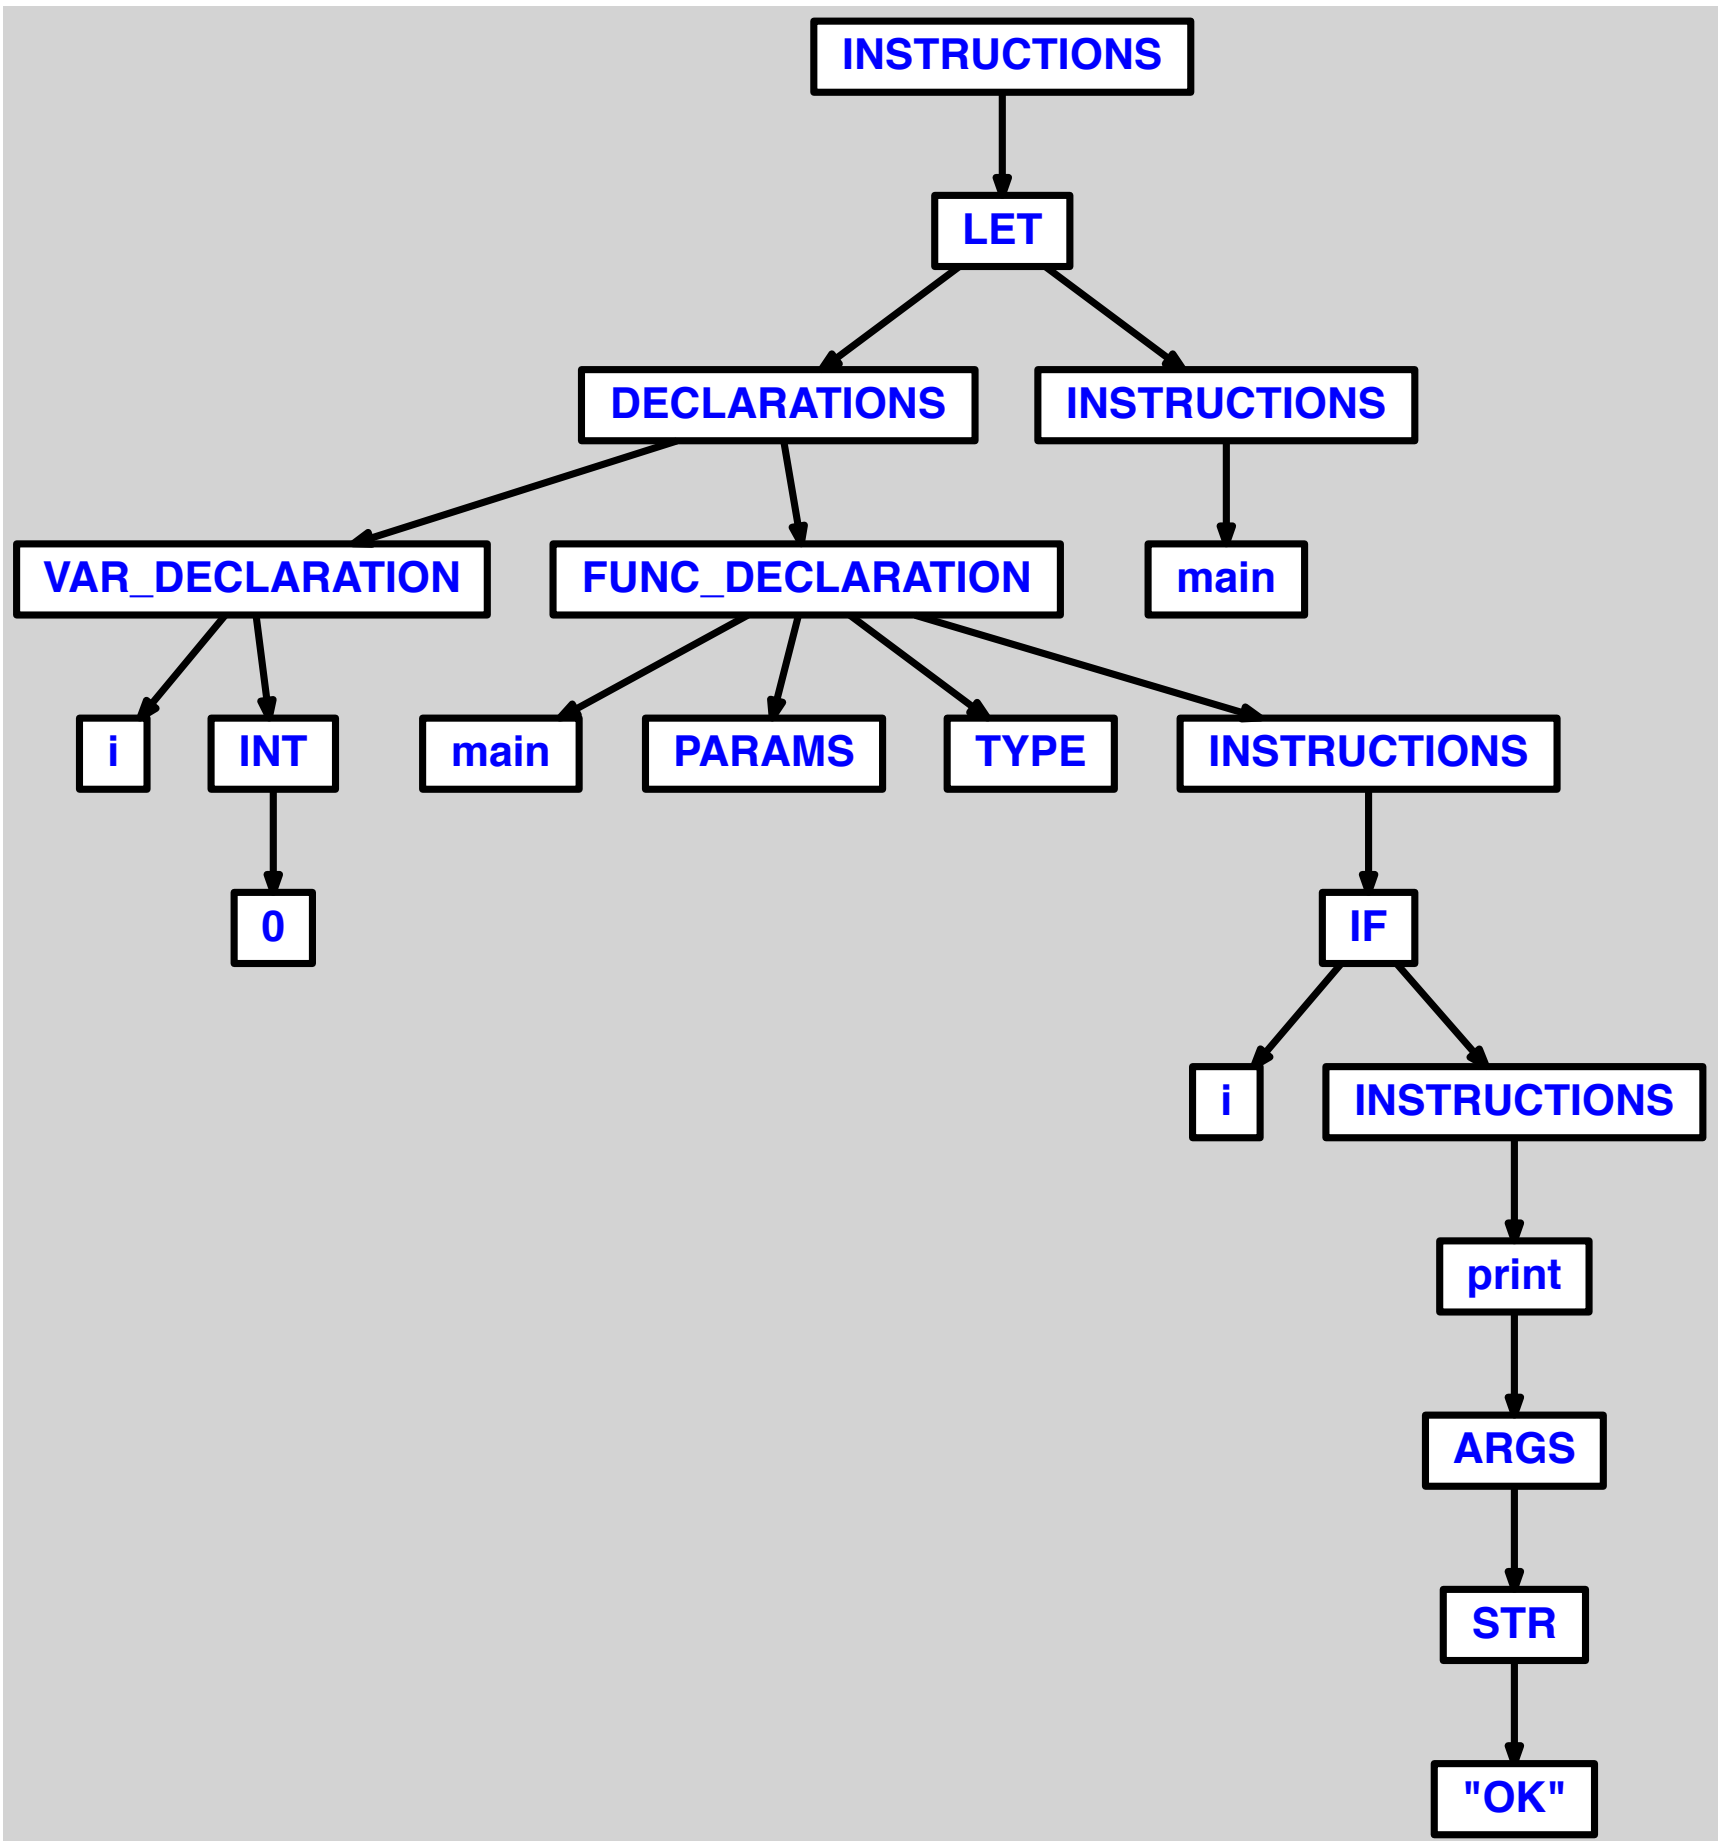 INSTRUCTIONS
LET
DECLARATIONS
INSTRUCTIONS
VAR_DECLARATION
FUNC_DECLARATION
main
i
INT
main
PARAMS
TYPE
INSTRUCTIONS
0
IF
i
INSTRUCTIONS
print
ARGS
STR
"OK"